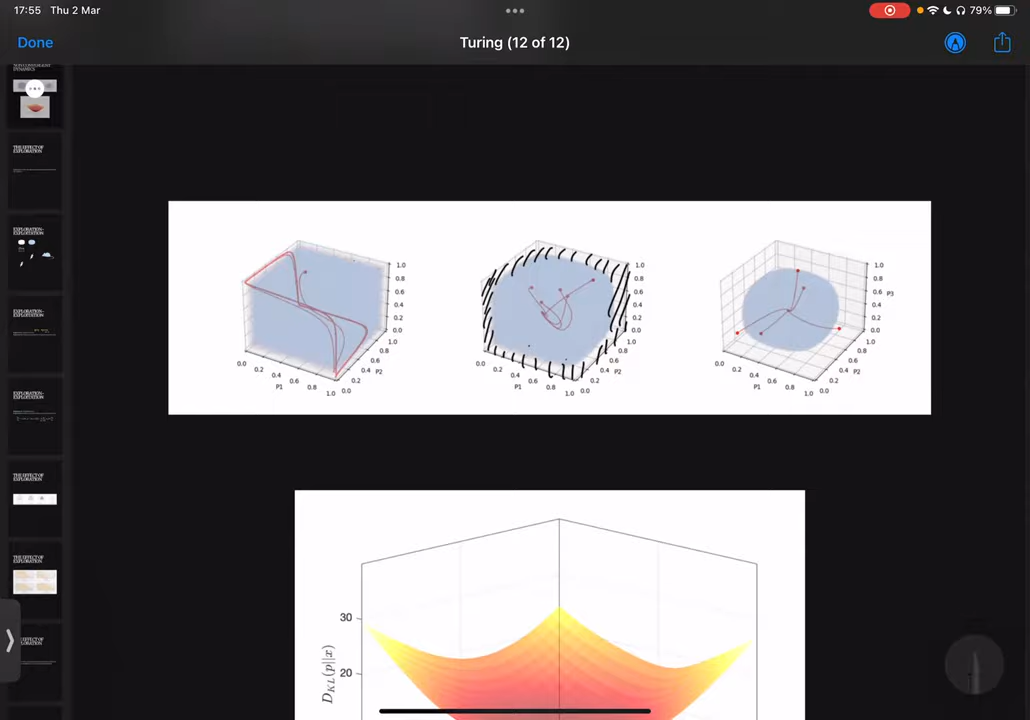 17:55 Thu 2 Mar
79%
Done
Turing (12 of 12)
DYNAMICS
THE EFFECT OF
EXPLORATION
EXPLORATION-
EXPLOITATION
EXPLORATION-
EXPLOITATION
EXPLORATION-
EXPLOITATION
THE EFFECT OF
EXPLORATION
THE EFFECT OF
EXPLORATION
1.0
0.8
0.6
0.4
0.2
0.0
1.0
0.8
0.6
0.4 P2
0.2
0.0
0.0 0.2 0.4 0.6 0.8 1.0
P1
1.0
0.8
0.6
0.4
0.2
0.0
1.0
0.8
0.6
0.4 P2
0.2
0.0
0.0 0.2 0.4 0.6 0.8 1.0
P1
1.0
0.8
0.6 P3
0.4
0.2
0.0
1.0
0.8
0.6
0.4 P2
0.2
0.0
0.0 0.2 0.4 0.6 0.8 1.0
P1
30
20
D_KL(p||x)